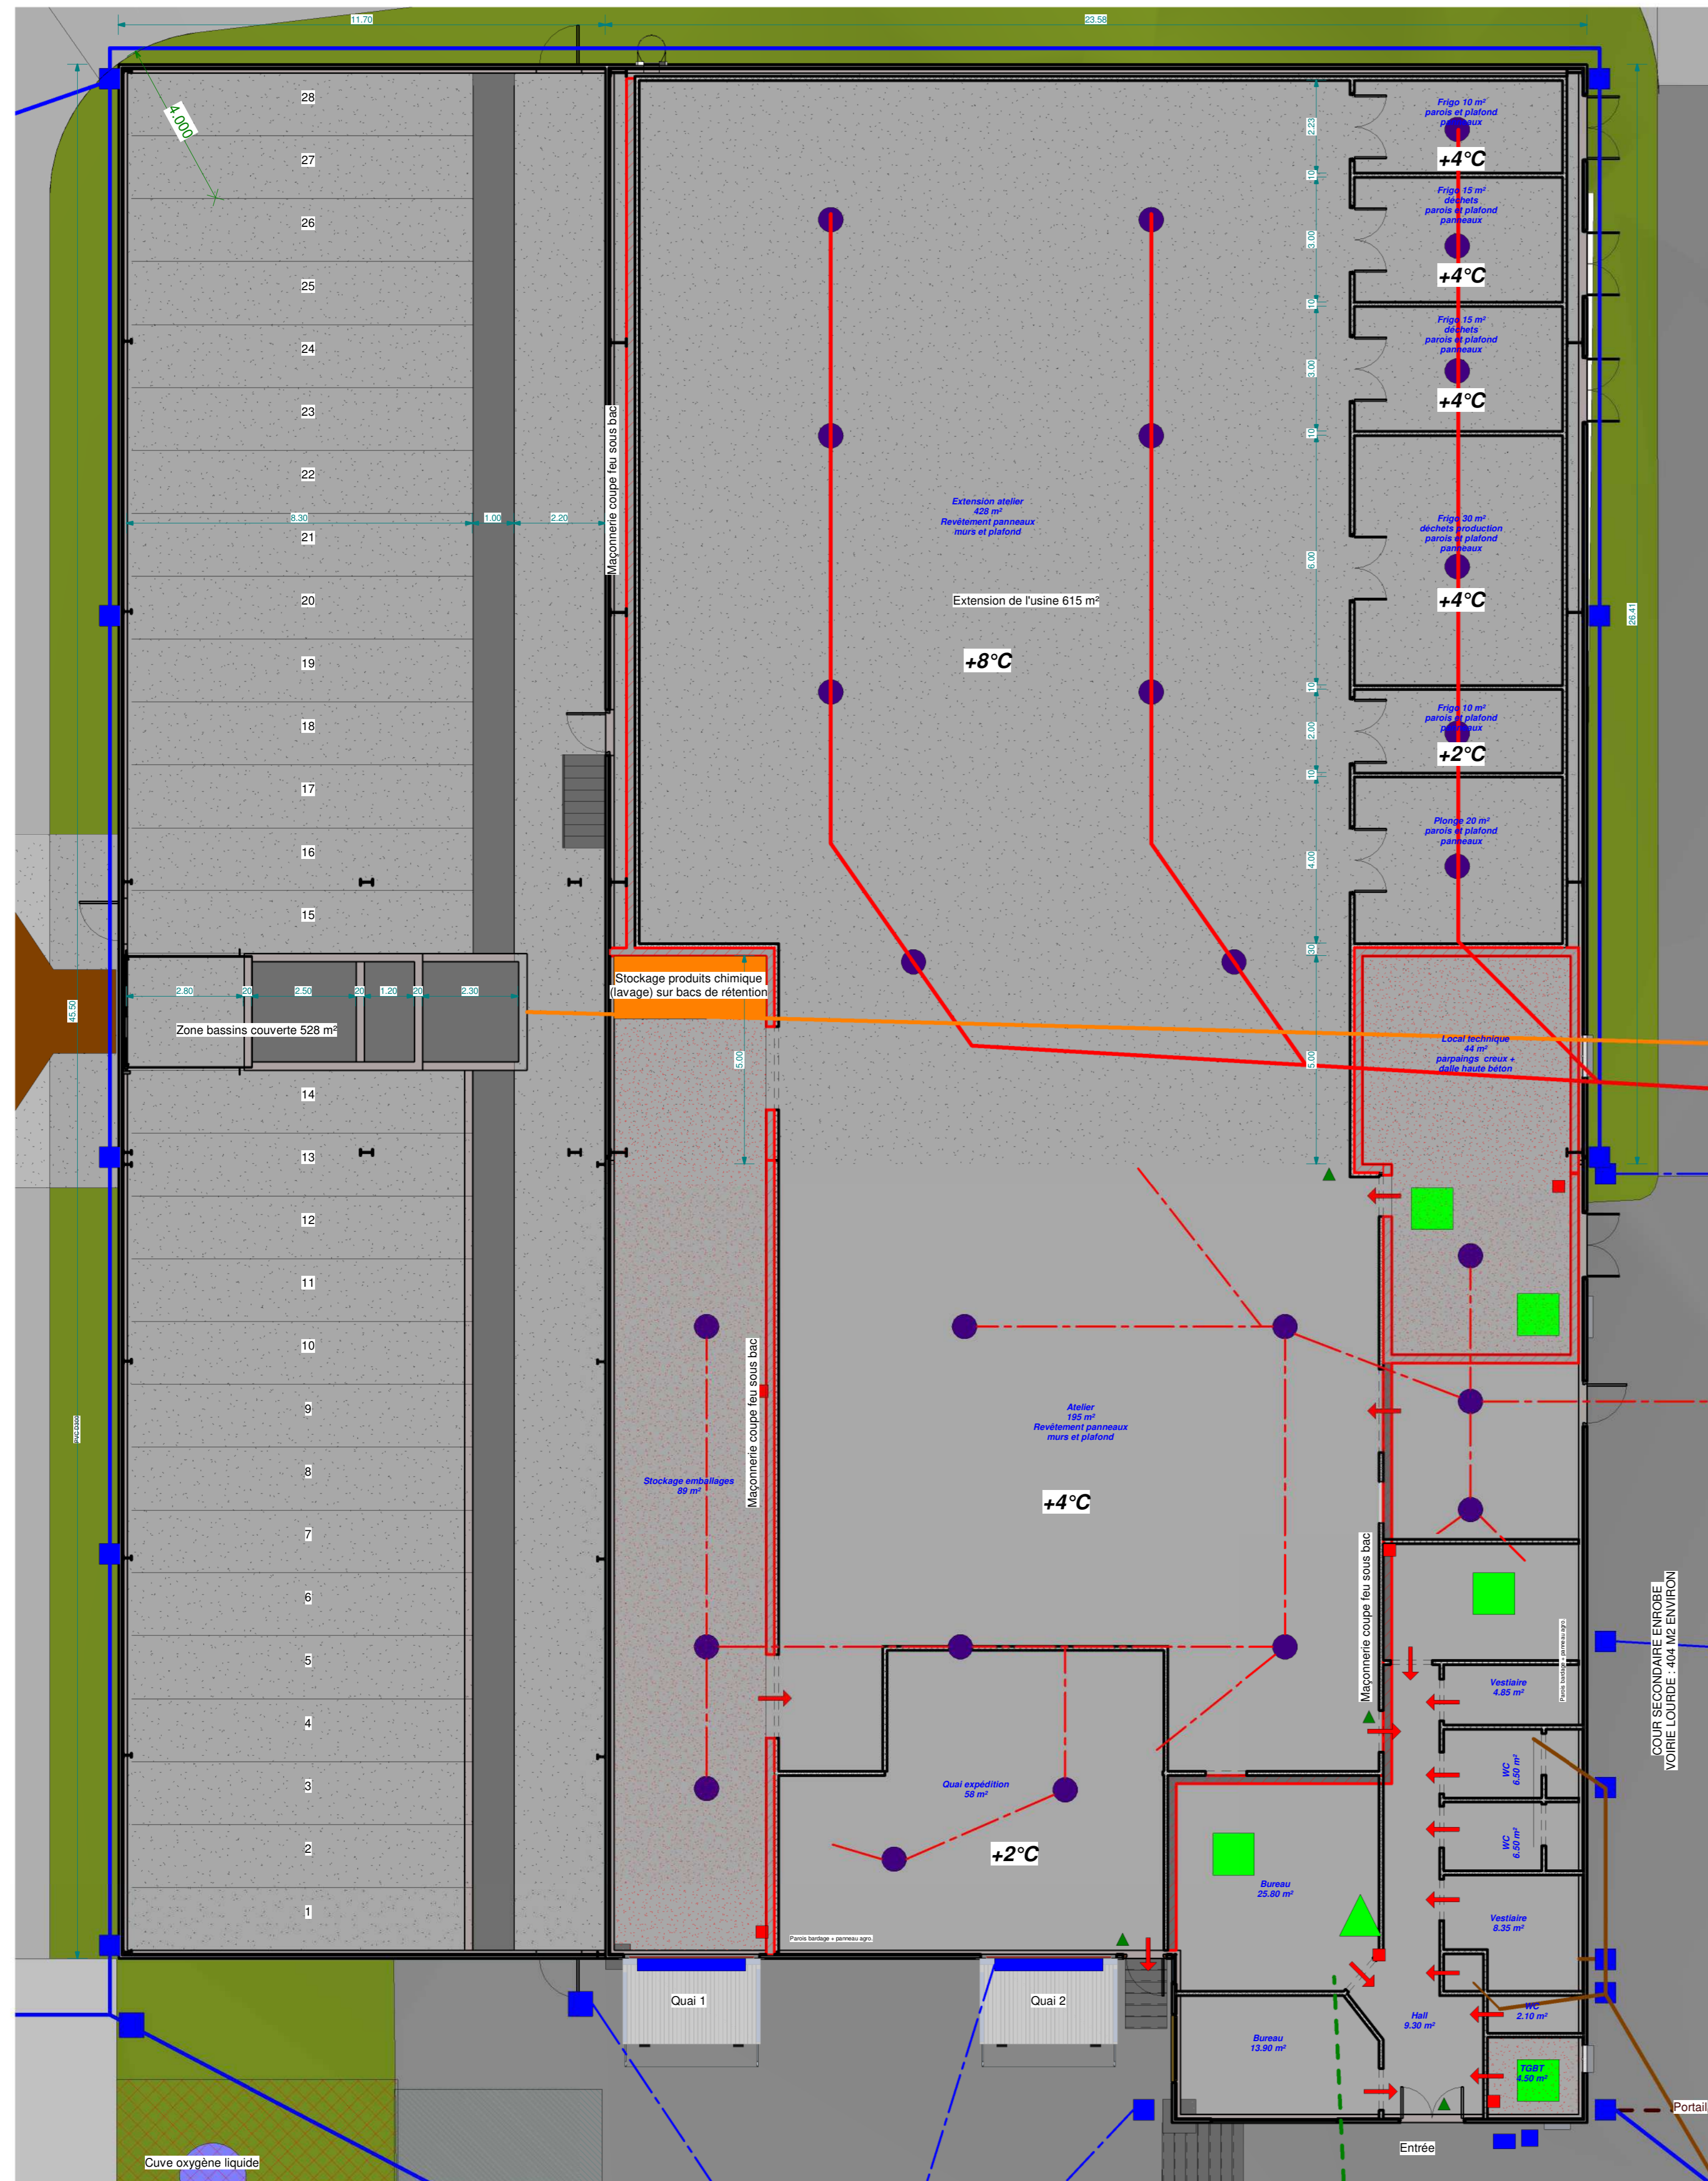 11.70
23.58
4.000
28
27
26
25
24
23
22
21
20
19
18
17
16
15
14
13
12
11
10
9
8
7
6
5
4
3
2
1
8.30
1.00
2.20
45.50
2.80
20
2.50
20
1.20
20
2.30
Zone bassins couverte 528 m²
Maçonnerie coupe feu sous bac
Extension atelier
428 m²
Revêtement panneaux
murs et plafond
Extension de l'usine 615 m²
+8°C
2.23
10
3.00
10
3.00
10
6.00
10
2.00
10
4.00
30
5.00
26.41
Frigo 10 m²
parois et plafond
panneaux
+4°C
Frigo 15 m²
déchets
parois et plafond
panneaux
+4°C
Frigo 15 m²
déchets
parois et plafond
panneaux
+4°C
Frigo 30 m²
déchets production
parois et plafond
panneaux
+4°C
Frigo 10 m²
parois et plafond
panneaux
+2°C
Plonge 20 m²
parois et plafond
panneaux
Stockage produits chimique
(lavage) sur bacs de rétention
5.00
Local technique
44 m²
parpaings creux +
dalle haute béton
Maçonnerie coupe feu sous bac
Stockage emballages
89 m²
Atelier
195 m²
Revêtement panneaux
murs et plafond
+4°C
Maçonnerie coupe feu sous bac
Parois bardage + panneau agro.
COUR SECONDAIRE ENROBE
VOIRIE LOURDE : 404 M2 ENVIRON
Vestiaire
4.85 m²
WC
6.50 m²
WC
6.50 m²
Vestiaire
8.35 m²
Quai expédition
58 m²
+2°C
Bureau
25.80 m²
Parois bardage + panneau agro.
Quai 1
Quai 2
Bureau
13.90 m²
Hall
9.30 m²
WC
2.10 m²
TGBT
4.50 m²
Portail
Entrée
Cuve oxygène liquide